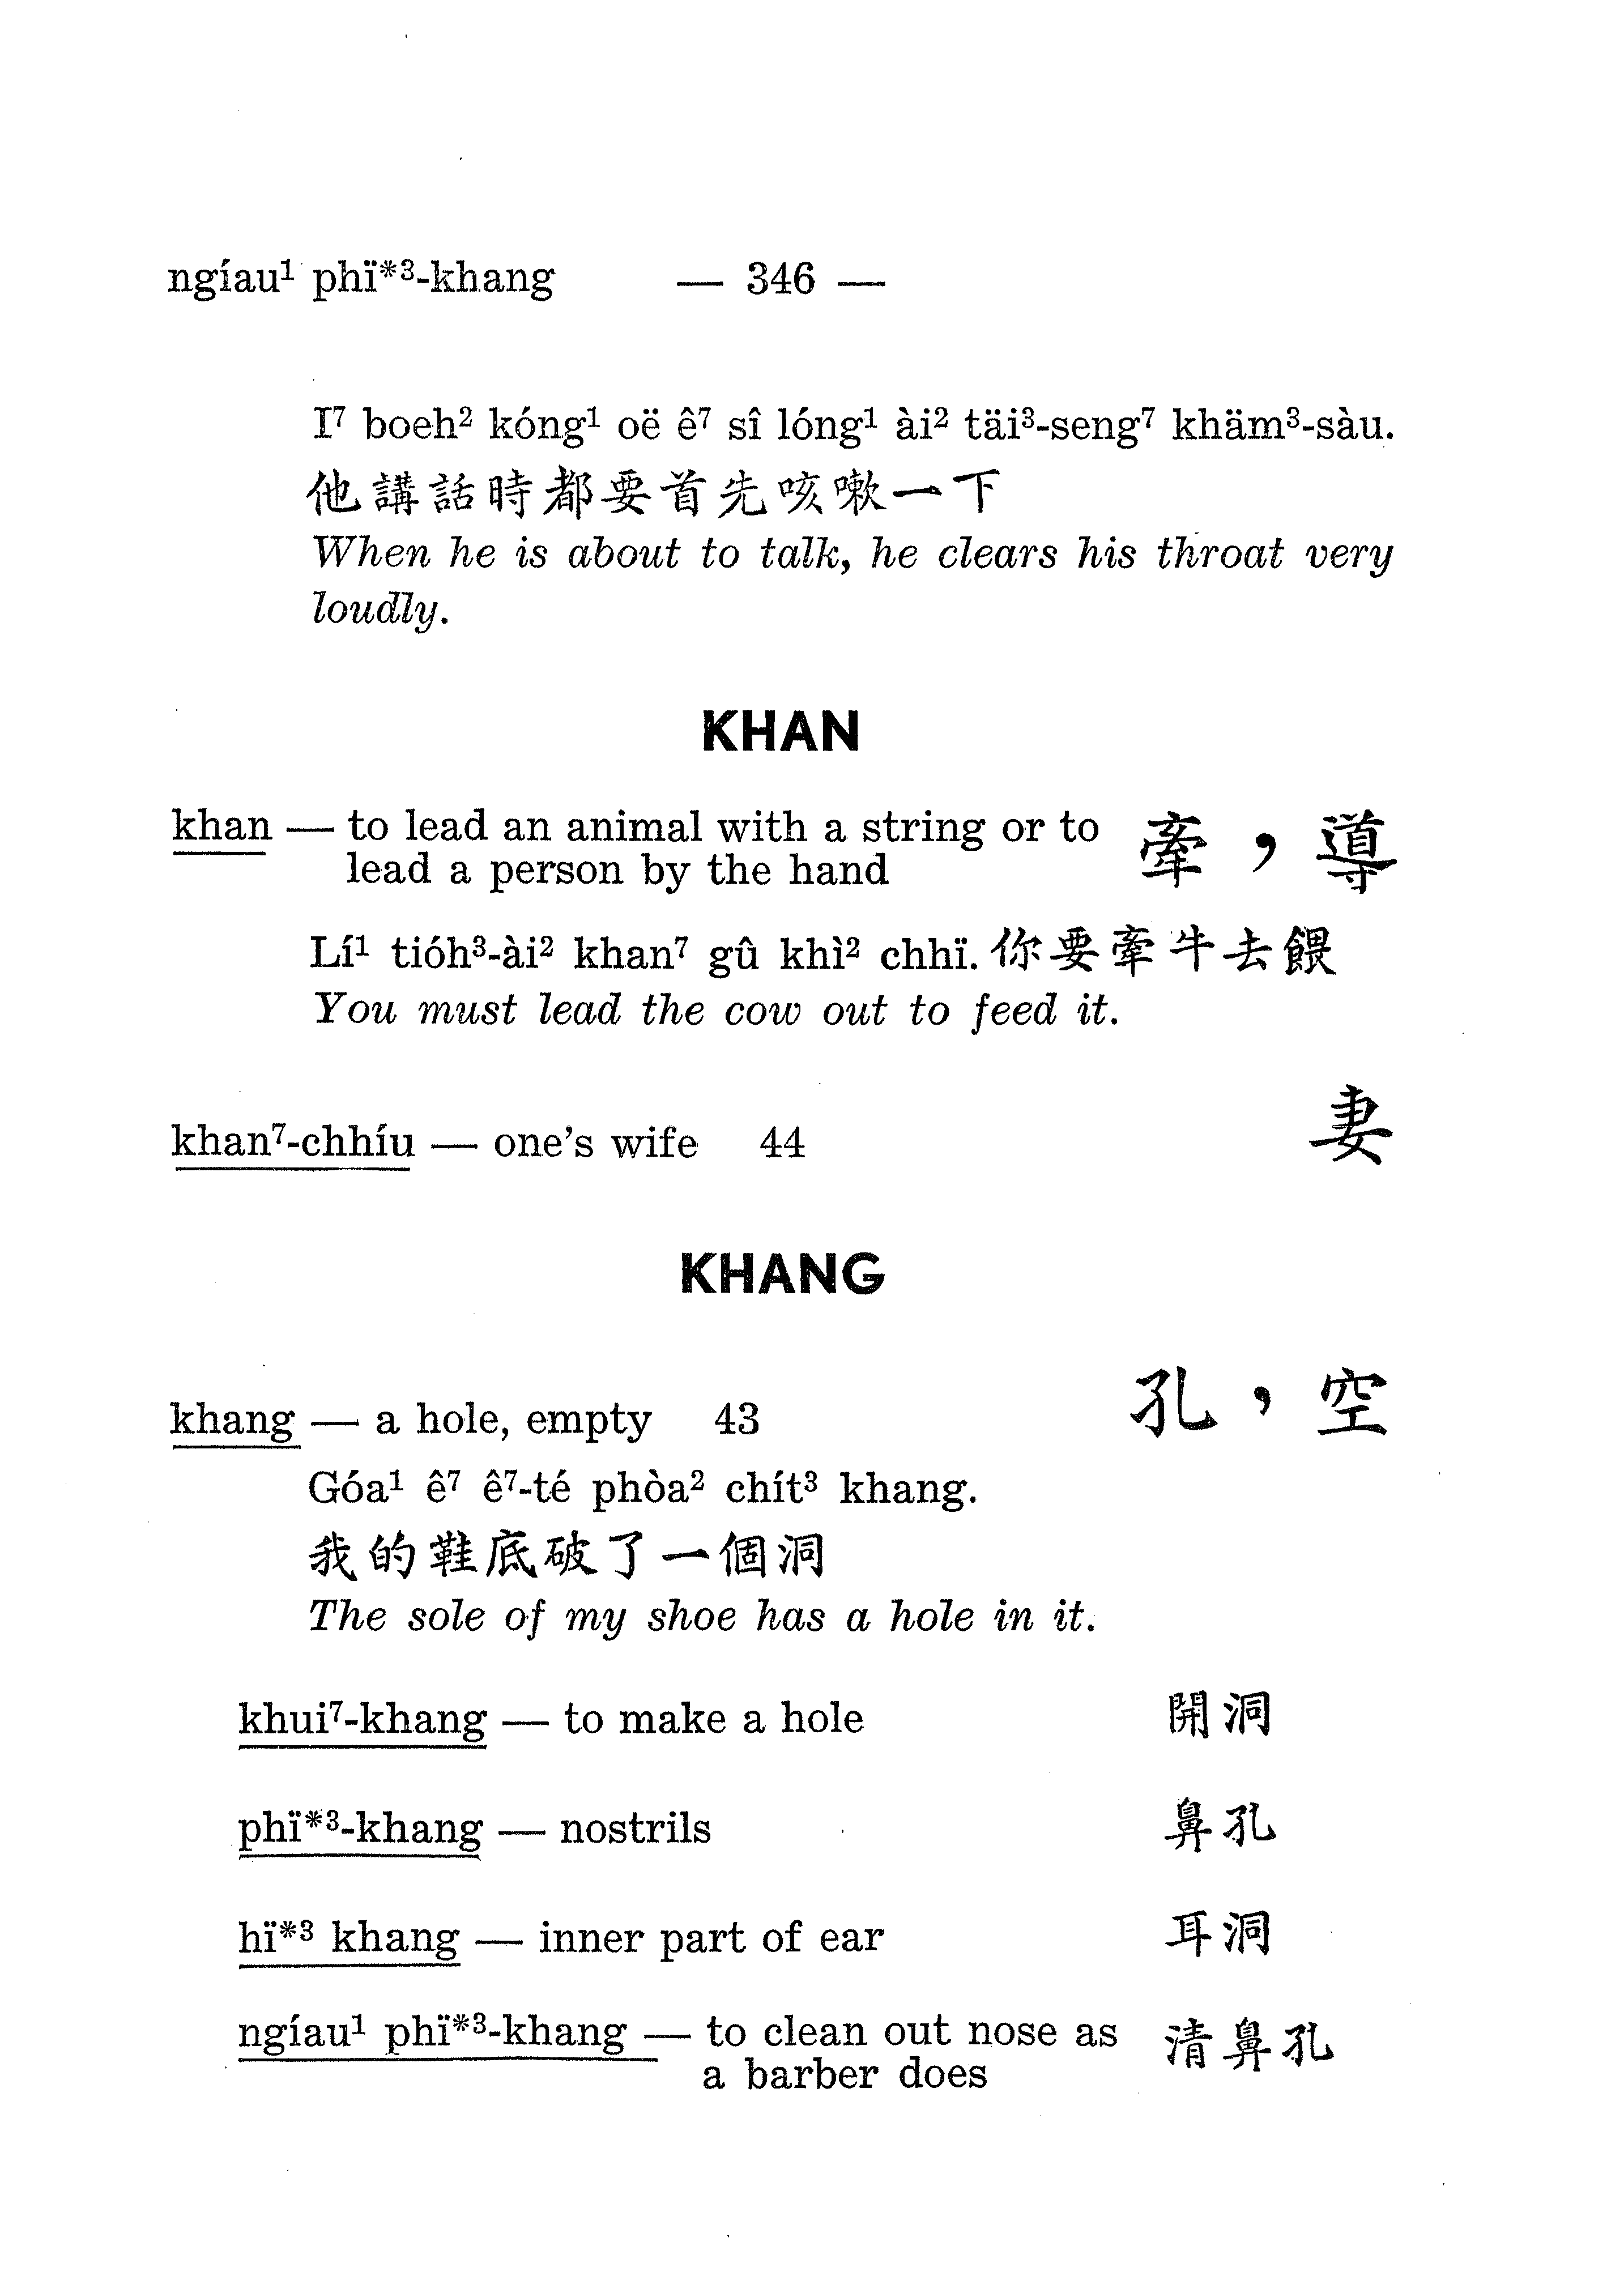 ngíau¹ phï*³-khang — 346 —
I⁷ boeh² kóng¹ oë ê⁷ sî lóng¹ ài² täi³-seng⁷ khäm³-sàu.
他講話時都要首先咳嗽一下
When he is about to talk, he clears his throat very
loudly.
KHAN
khan — to lead an animal with a string or to 牽，導
lead a person by the hand
Lí¹ tióh³-ài² khan⁷ gû khì² chhï. 你要牽牛去餵
You must lead the cow out to feed it.
khan⁷-chhíu — one's wife 44 妻
KHANG
khang — a hole, empty 43 孔，空
Góa¹ ê⁷ ê⁷-té phòa² chít³ khang.
我的鞋底破了一個洞
The sole of my shoe has a hole in it.
khui⁷-khang — to make a hole 開洞
phï*³-khang — nostrils 鼻孔
hï*³ khang — inner part of ear 耳洞
ngíau¹ phï*³-khang — to clean out nose as 清鼻孔
a barber does